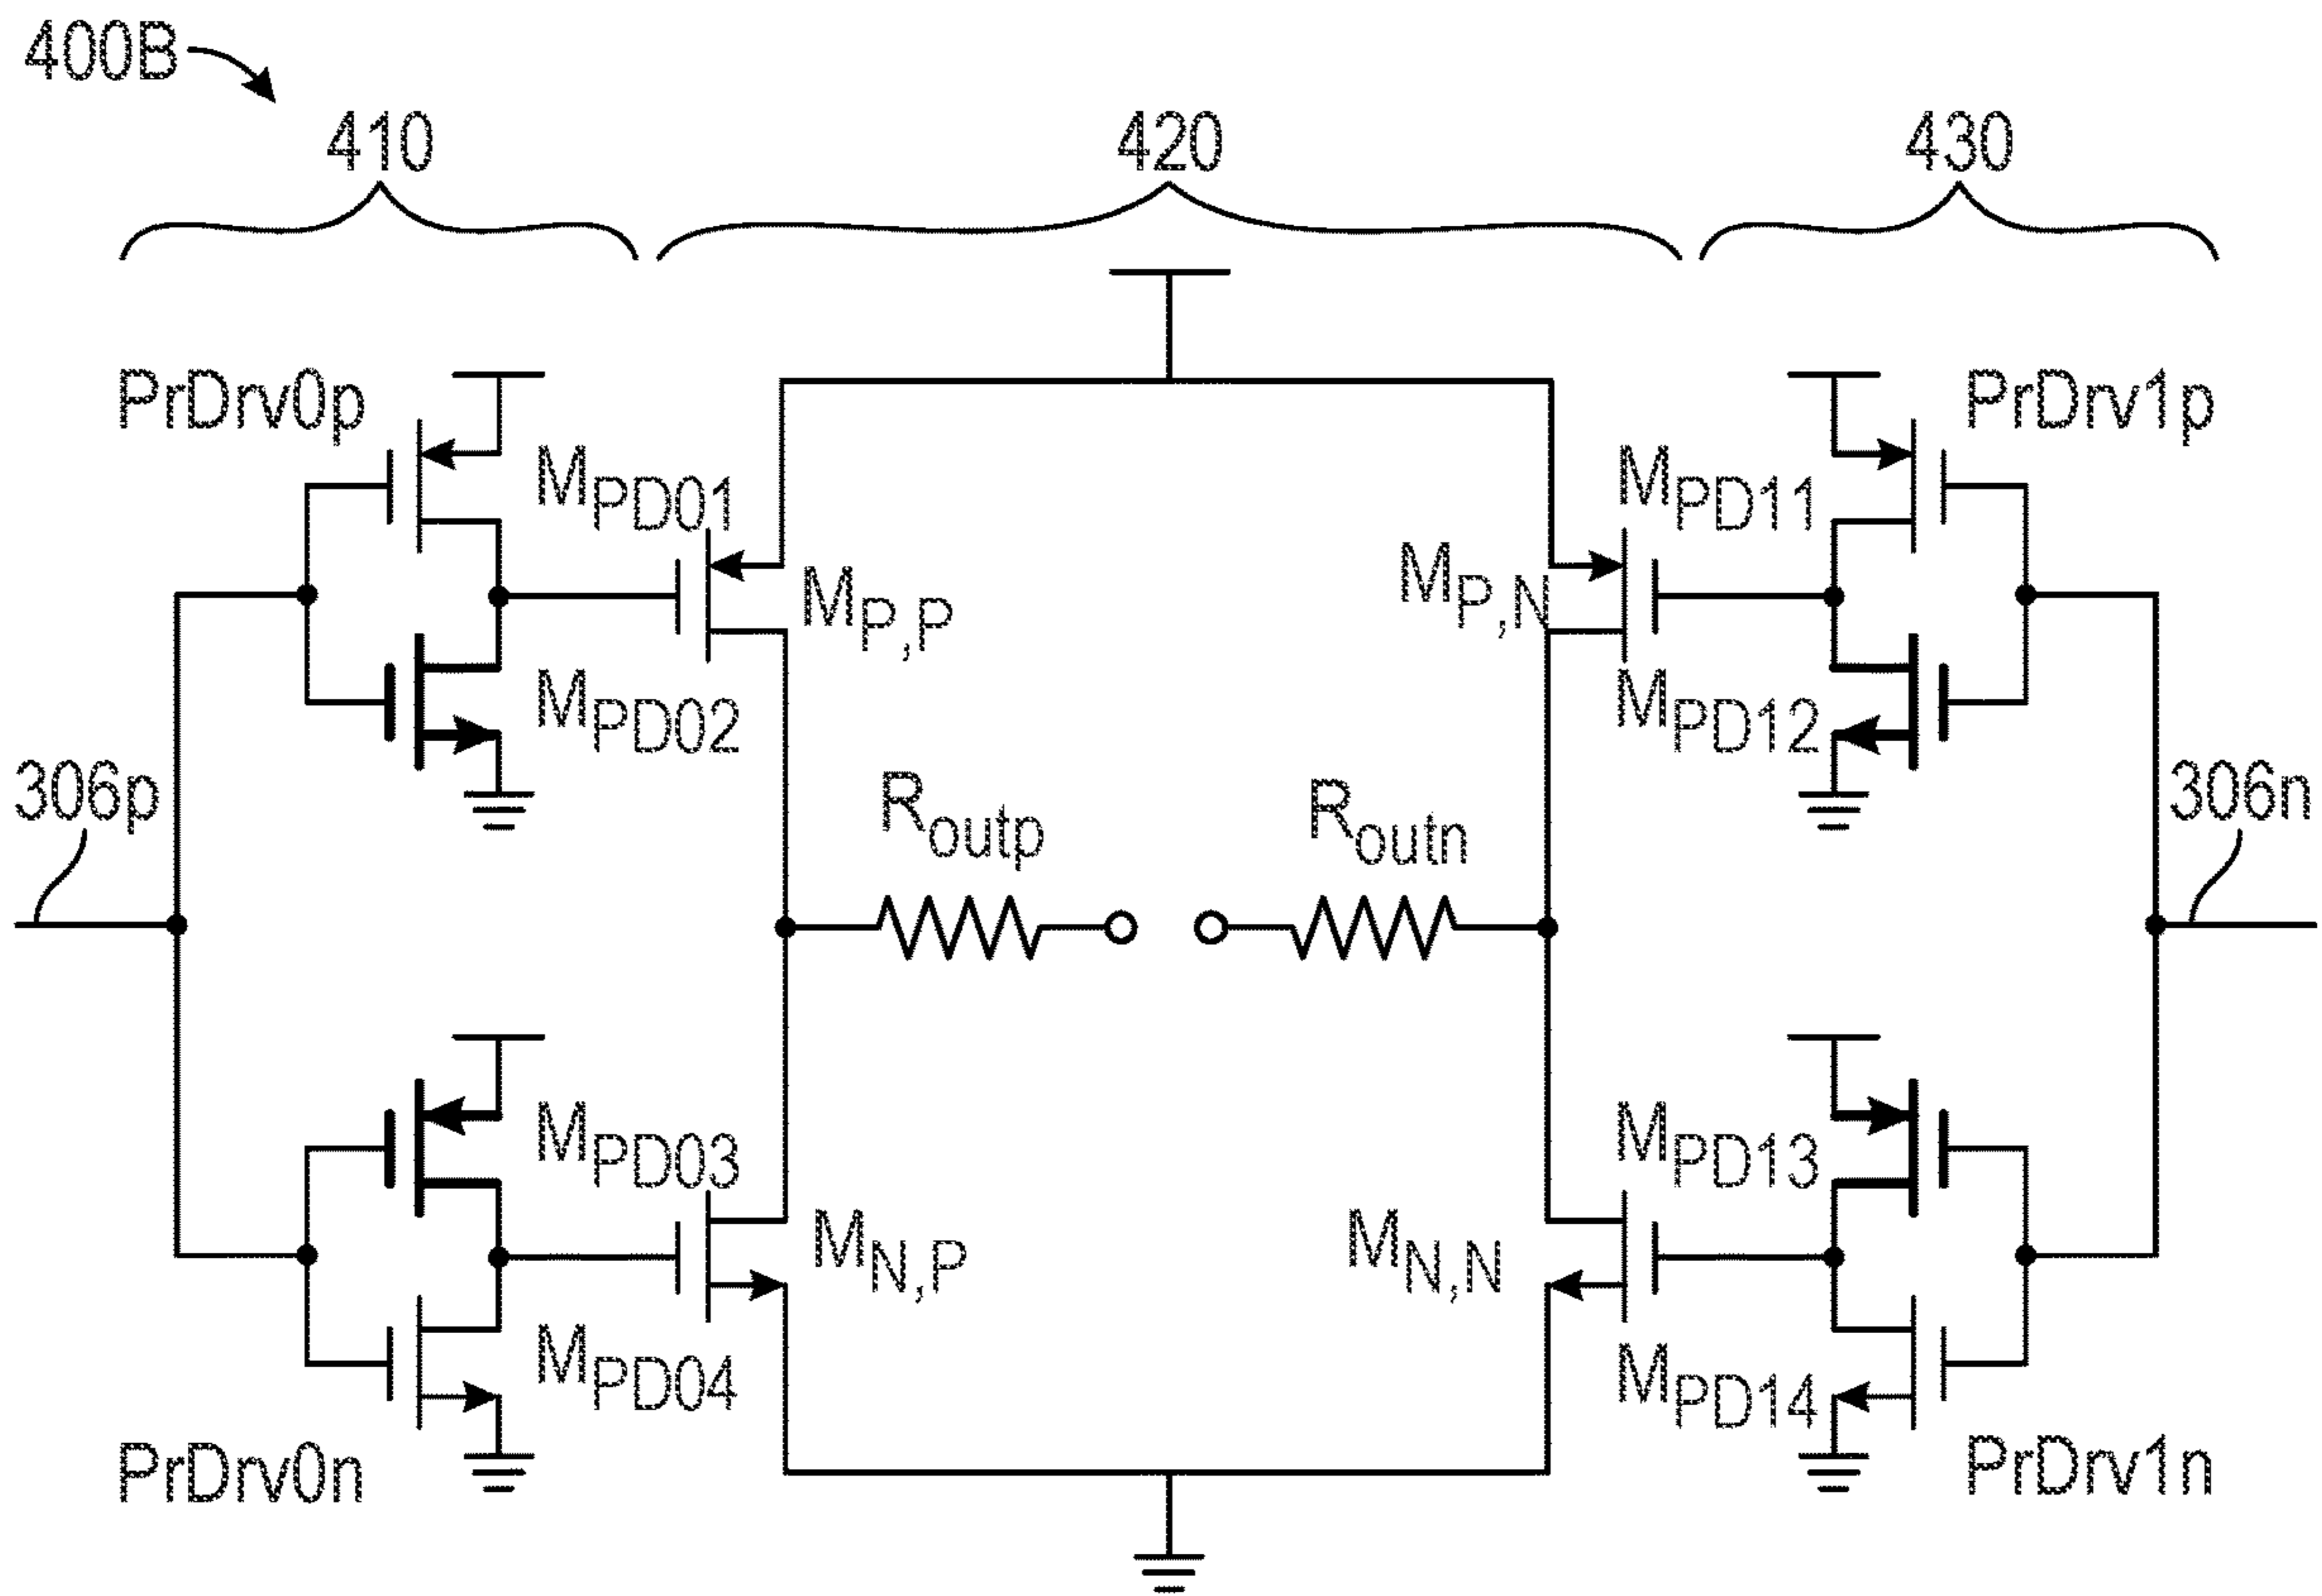 400B
410
420
430
PrDrv0p
PrDrv1p
MPD01
MPD11
MP,P
MP,N
MPD02
MPD12
306p
306n
Routp
Routn
MPD03
MPD13
MN,P
MN,N
MPD04
MPD14
PrDrv0n
PrDrv1n